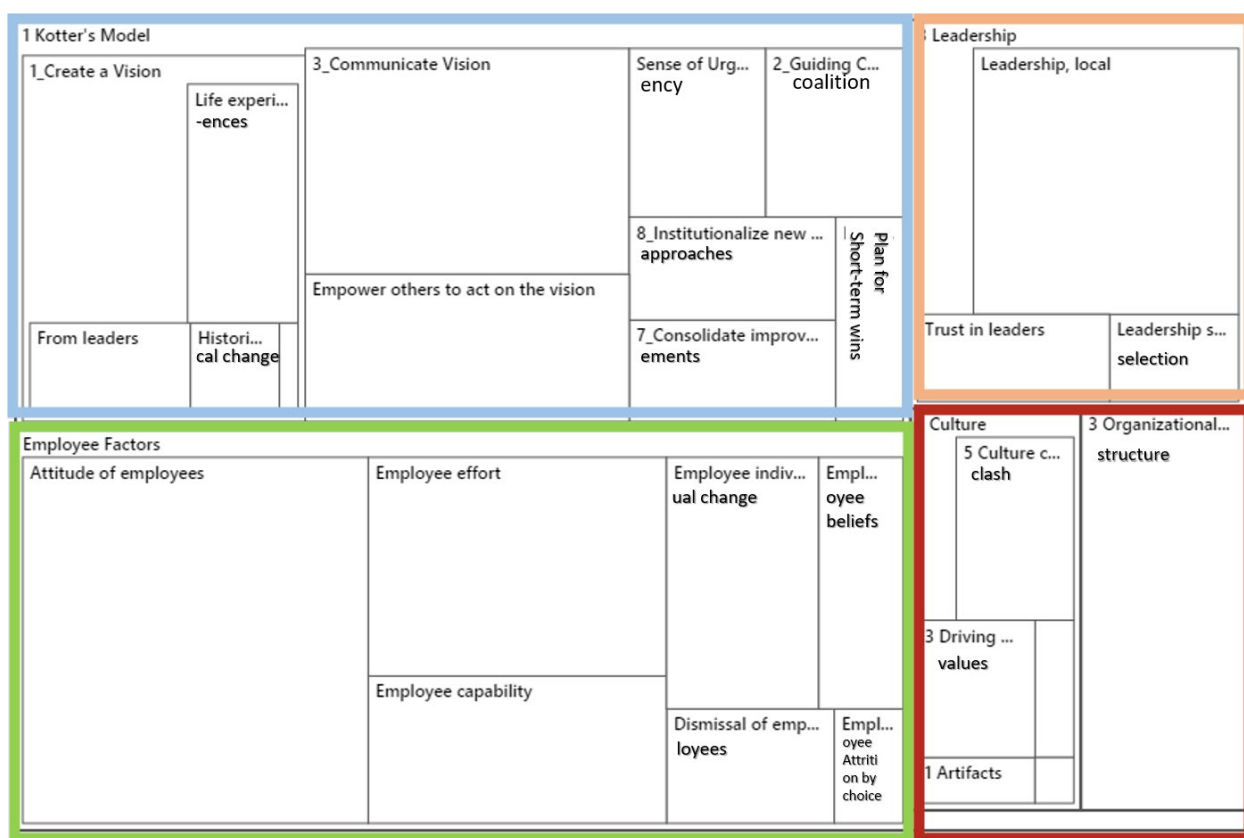 1 Kotter's Model
1_Create a Vision
Life experi...
-ences
From leaders
Histori...
cal change
3_Communicate Vision
Empower others to act on the vision
Sense of Urg...
ency
2_Guiding C...
coalition
8_Institutionalize new ...
approaches
7_Consolidate improv...
ements
Plan for
Short-term wins
Leadership
Leadership, local
Trust in leaders
Leadership s...
selection
Employee Factors
Attitude of employees
Employee effort
Employee capability
Employee indiv...
ual change
Empl...
oyee
beliefs
Dismissal of emp...
loyees
Empl...
oyee
Attriti
on by
choice
Culture
5 Culture c...
clash
3 Driving ...
values
1 Artifacts
3 Organizational...
structure